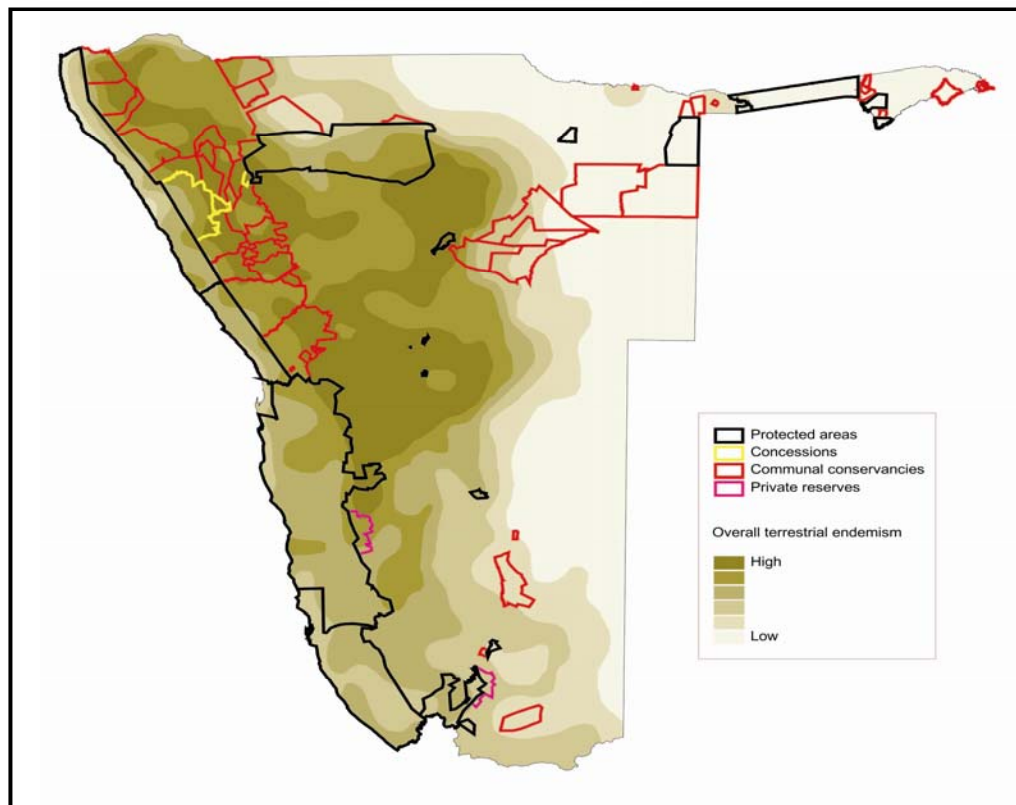 Protected areas
Concessions
Communal conservancies
Private reserves
Overall terrestrial endemism
High
Low